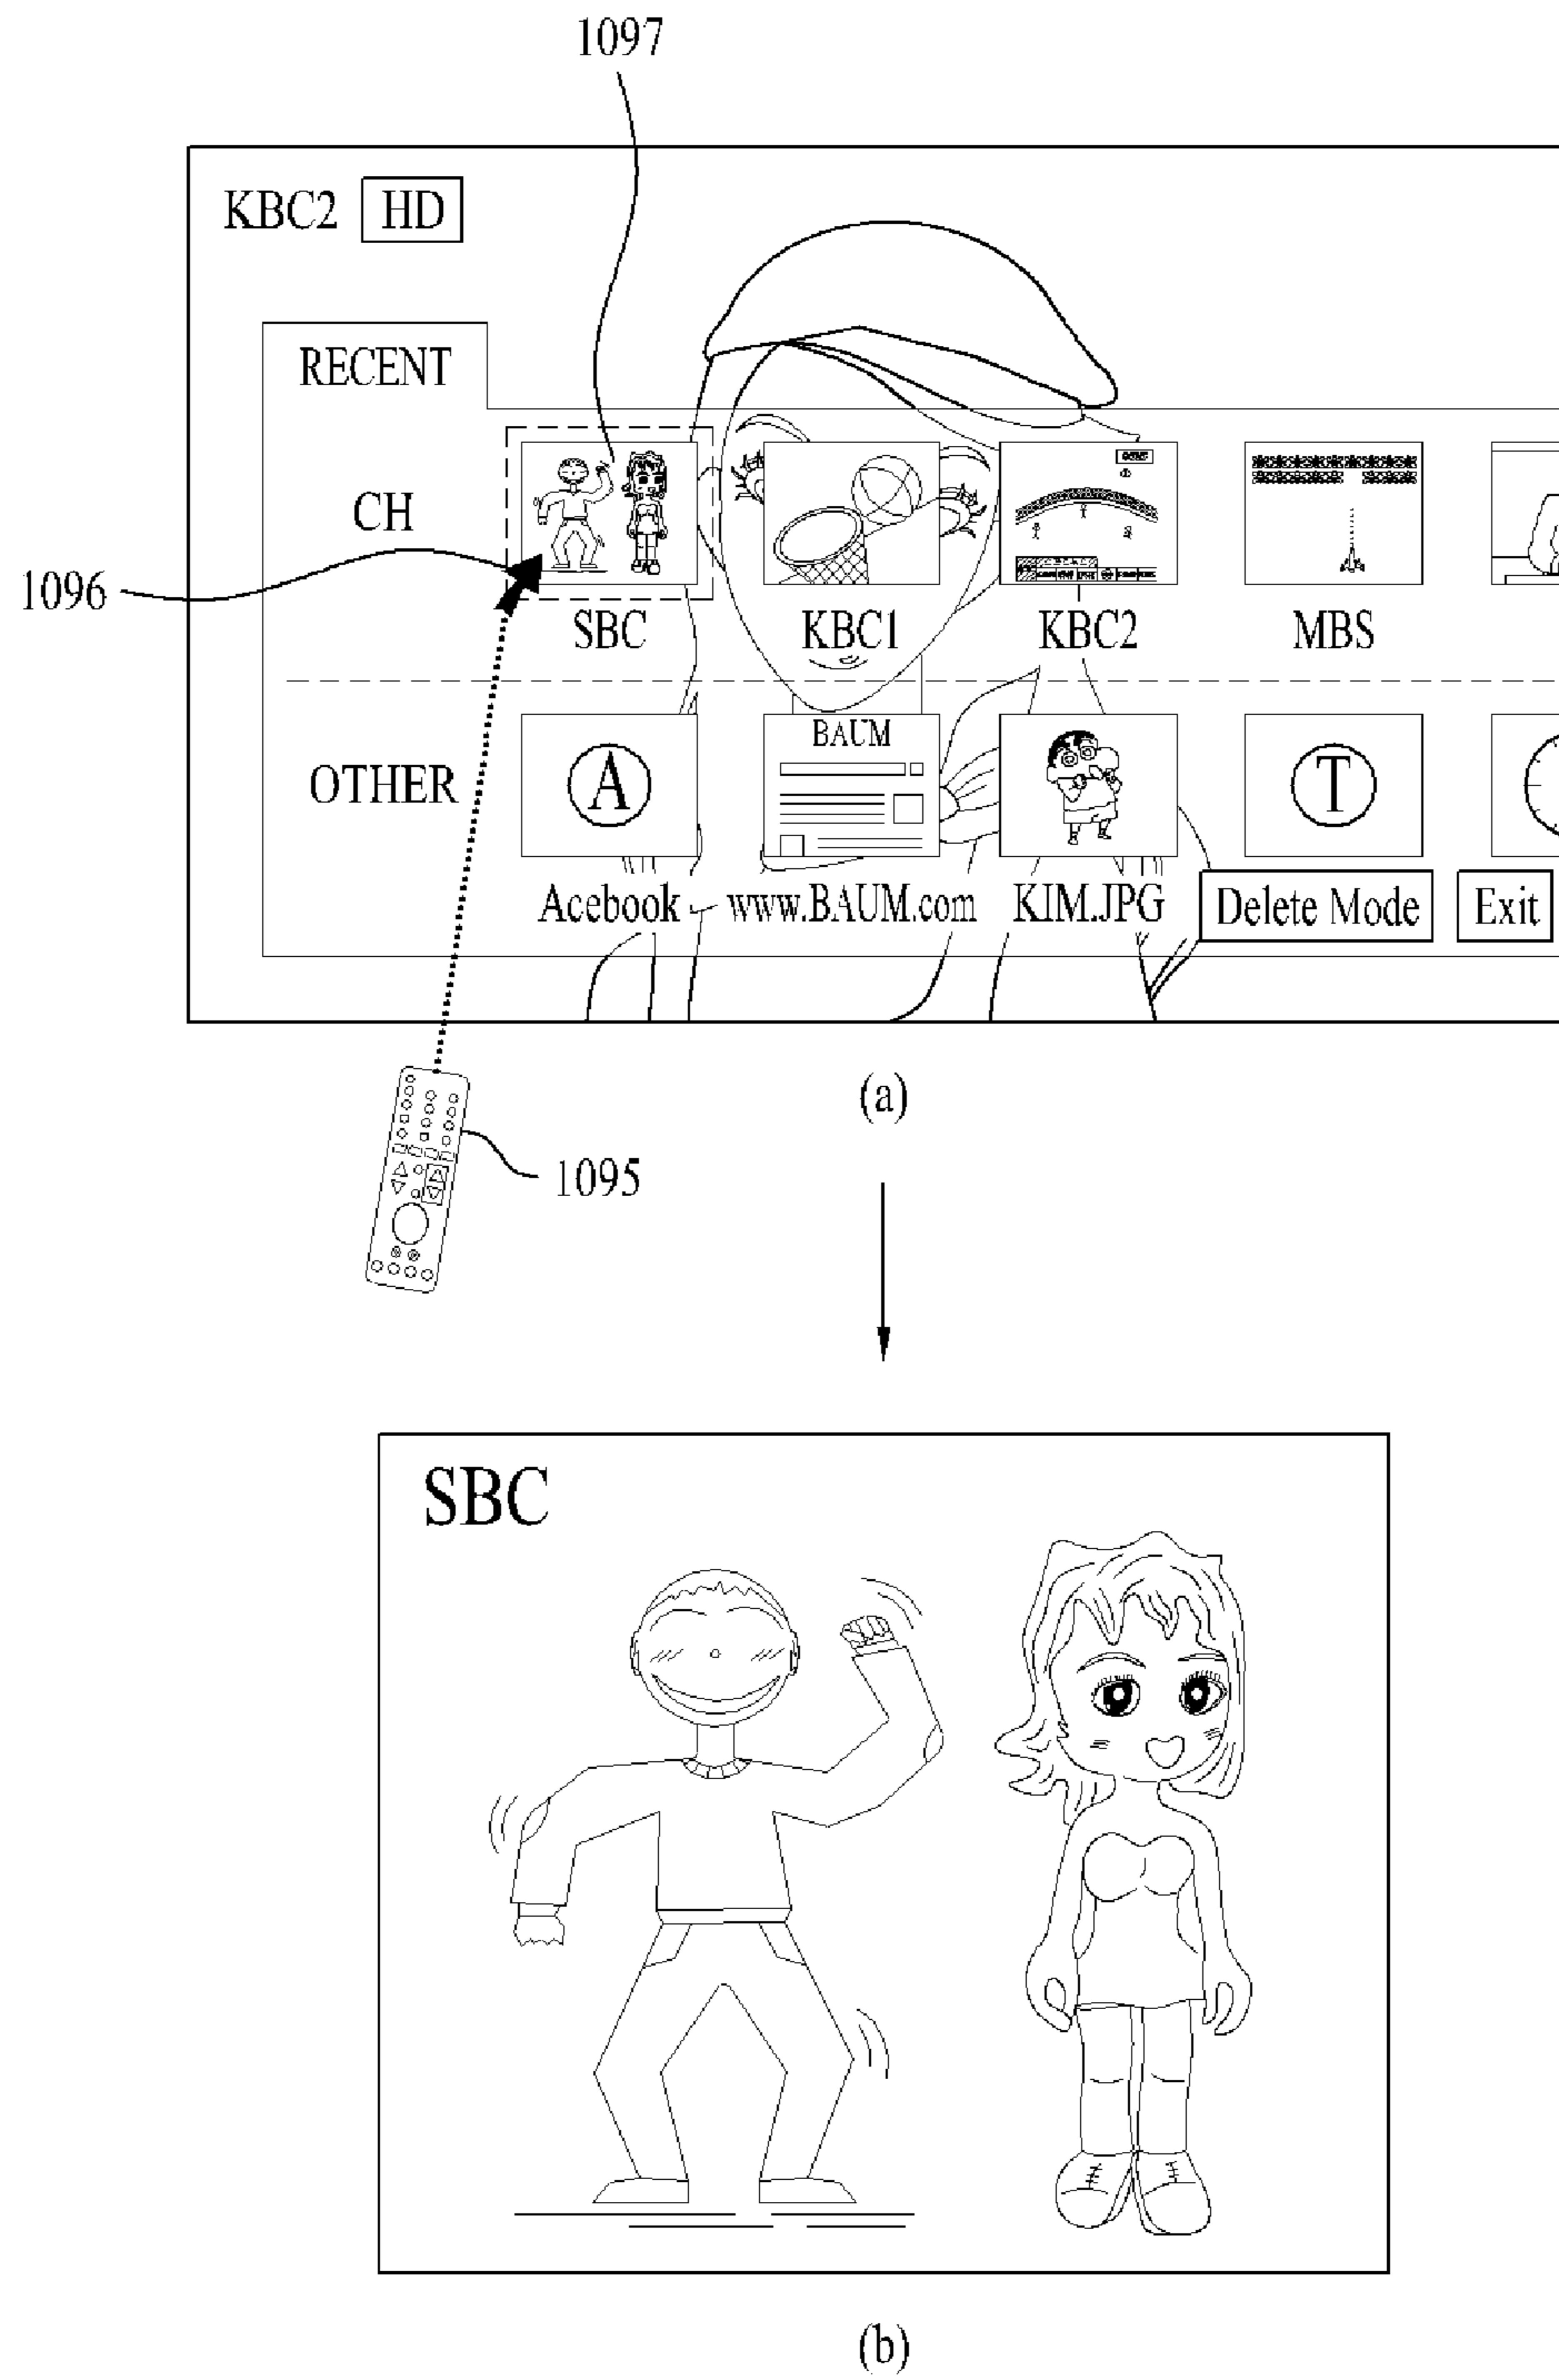 1097
KBC2 HD
RECENT
CH
1096
SBC KBC1 KBC2 MBS
BAUM
OTHER A T
Acebook www.BAUM.com KIM.JPG Delete Mode Exit
(a)
1095
SBC
(b)